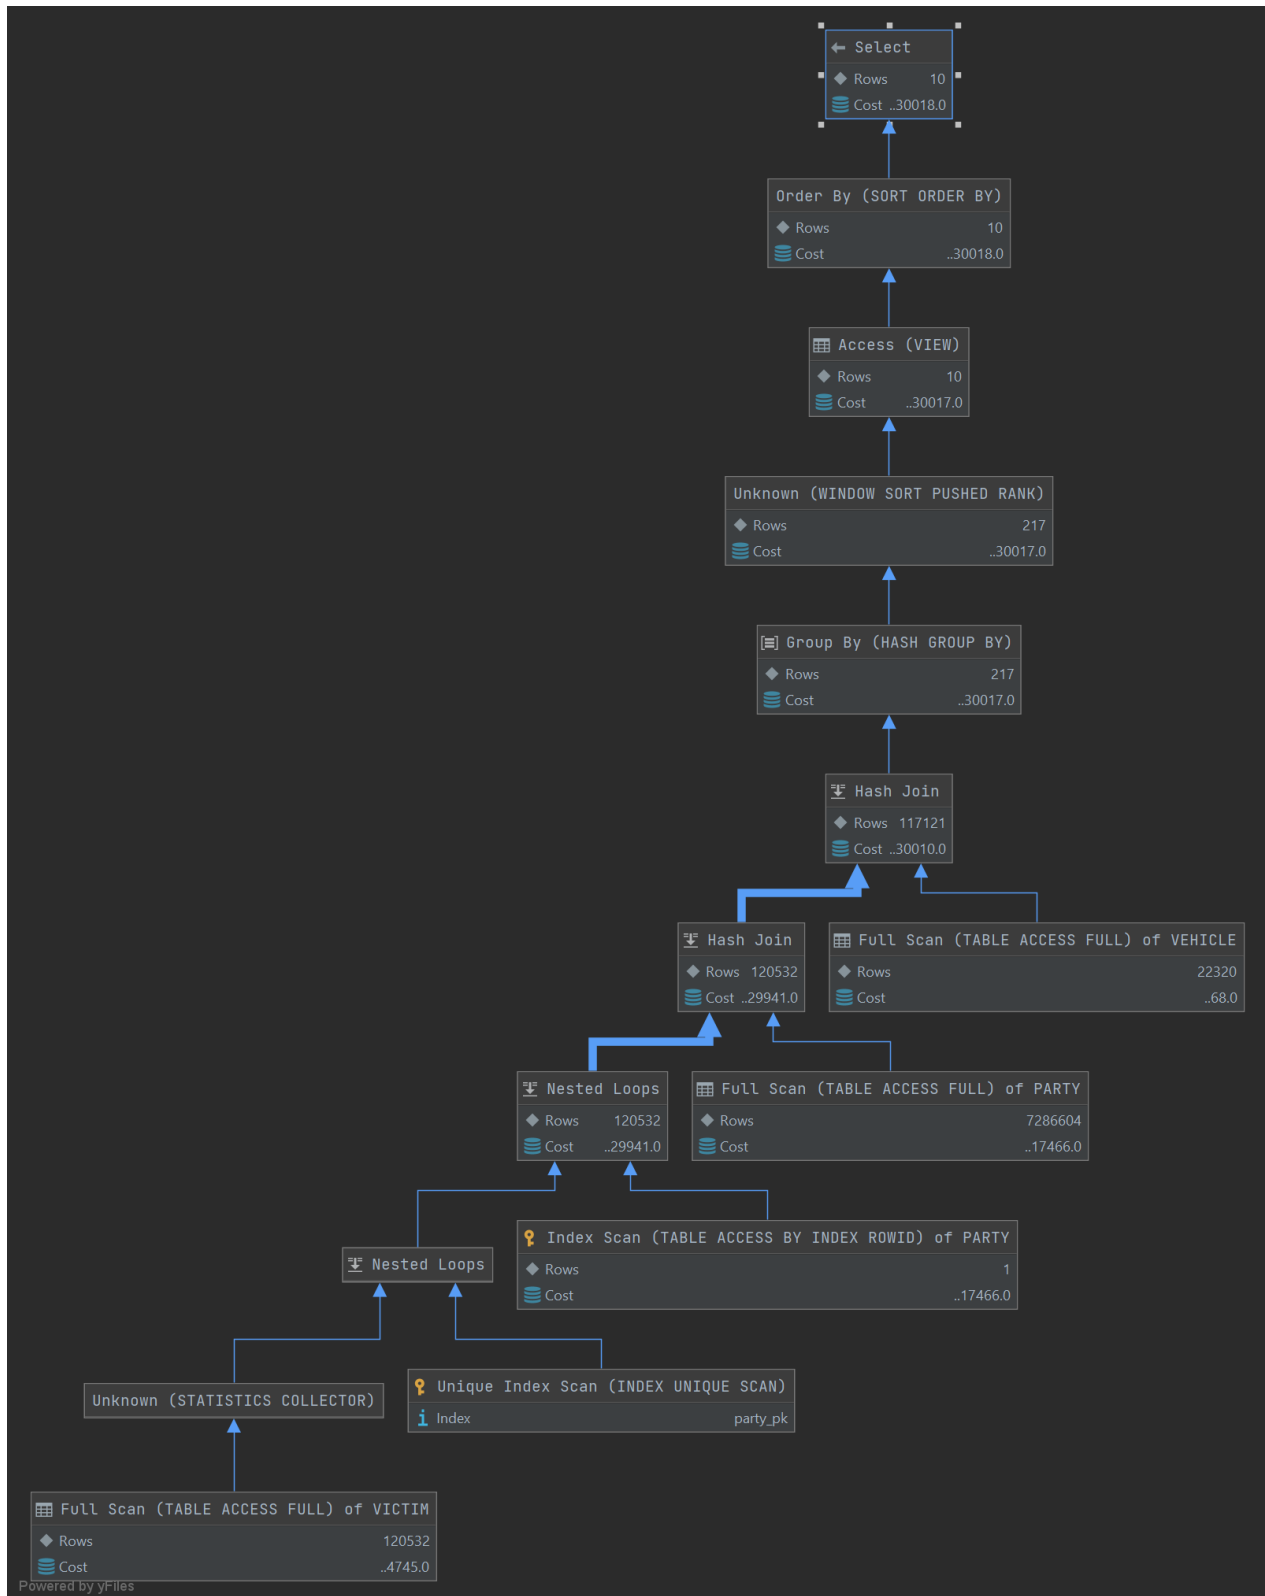 Select
Rows 10
Cost ..30018.0
Order By (SORT ORDER BY)
Rows 10
Cost ..30018.0
Access (VIEW)
Rows 10
Cost ..30017.0
Unknown (WINDOW SORT PUSHED RANK)
Rows 217
Cost ..30017.0
Group By (HASH GROUP BY)
Rows 217
Cost ..30017.0
Hash Join
Rows 117121
Cost ..30010.0
Hash Join
Rows 120532
Cost ..29941.0
Full Scan (TABLE ACCESS FULL) of VEHICLE
Rows 22320
Cost ..68.0
Nested Loops
Rows 120532
Cost ..29941.0
Full Scan (TABLE ACCESS FULL) of PARTY
Rows 7286604
Cost ..17466.0
Nested Loops
Index Scan (TABLE ACCESS BY INDEX ROWID) of PARTY
Rows 1
Cost ..17466.0
Unknown (STATISTICS COLLECTOR)
Unique Index Scan (INDEX UNIQUE SCAN)
Index party_pk
Full Scan (TABLE ACCESS FULL) of VICTIM
Rows 120532
Cost ..4745.0
Powered by yFiles